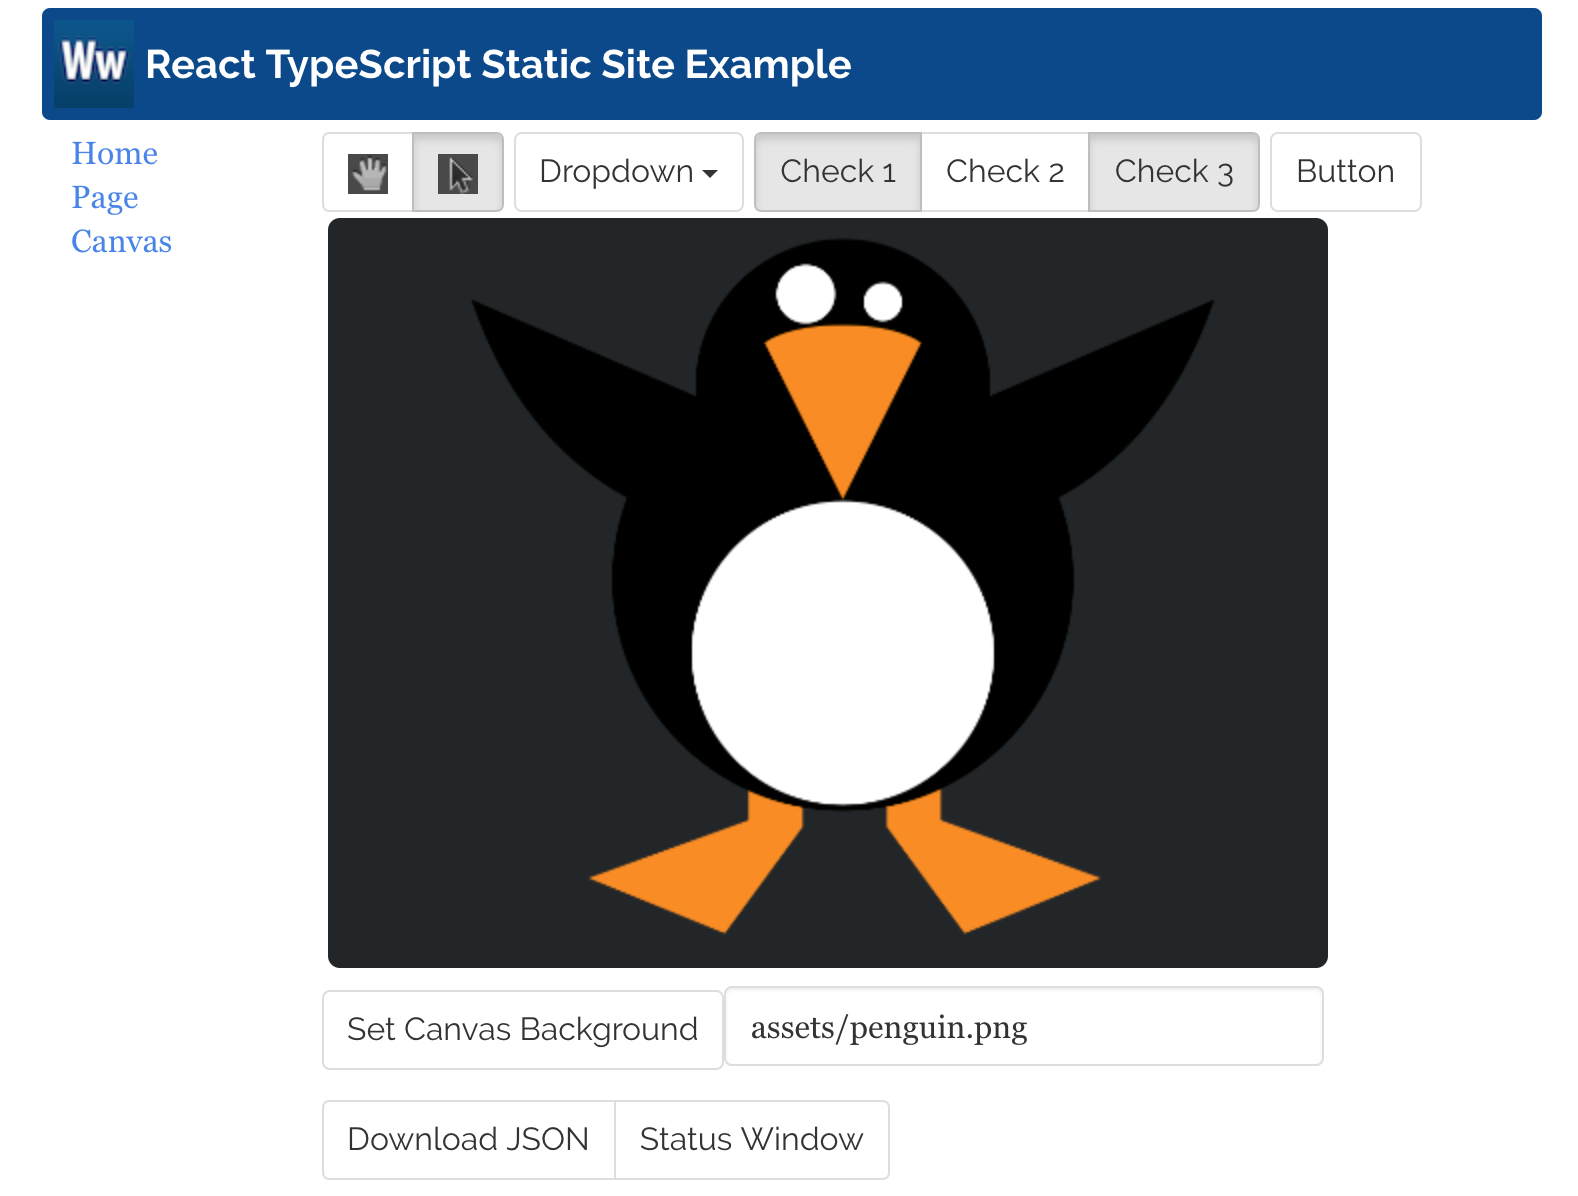 Ww React TypeScript Static Site Example
Home
Page
Canvas
Dropdown Check 1 Check 2 Check 3 Button
Set Canvas Background assets/penguin.png
Download JSON Status Window